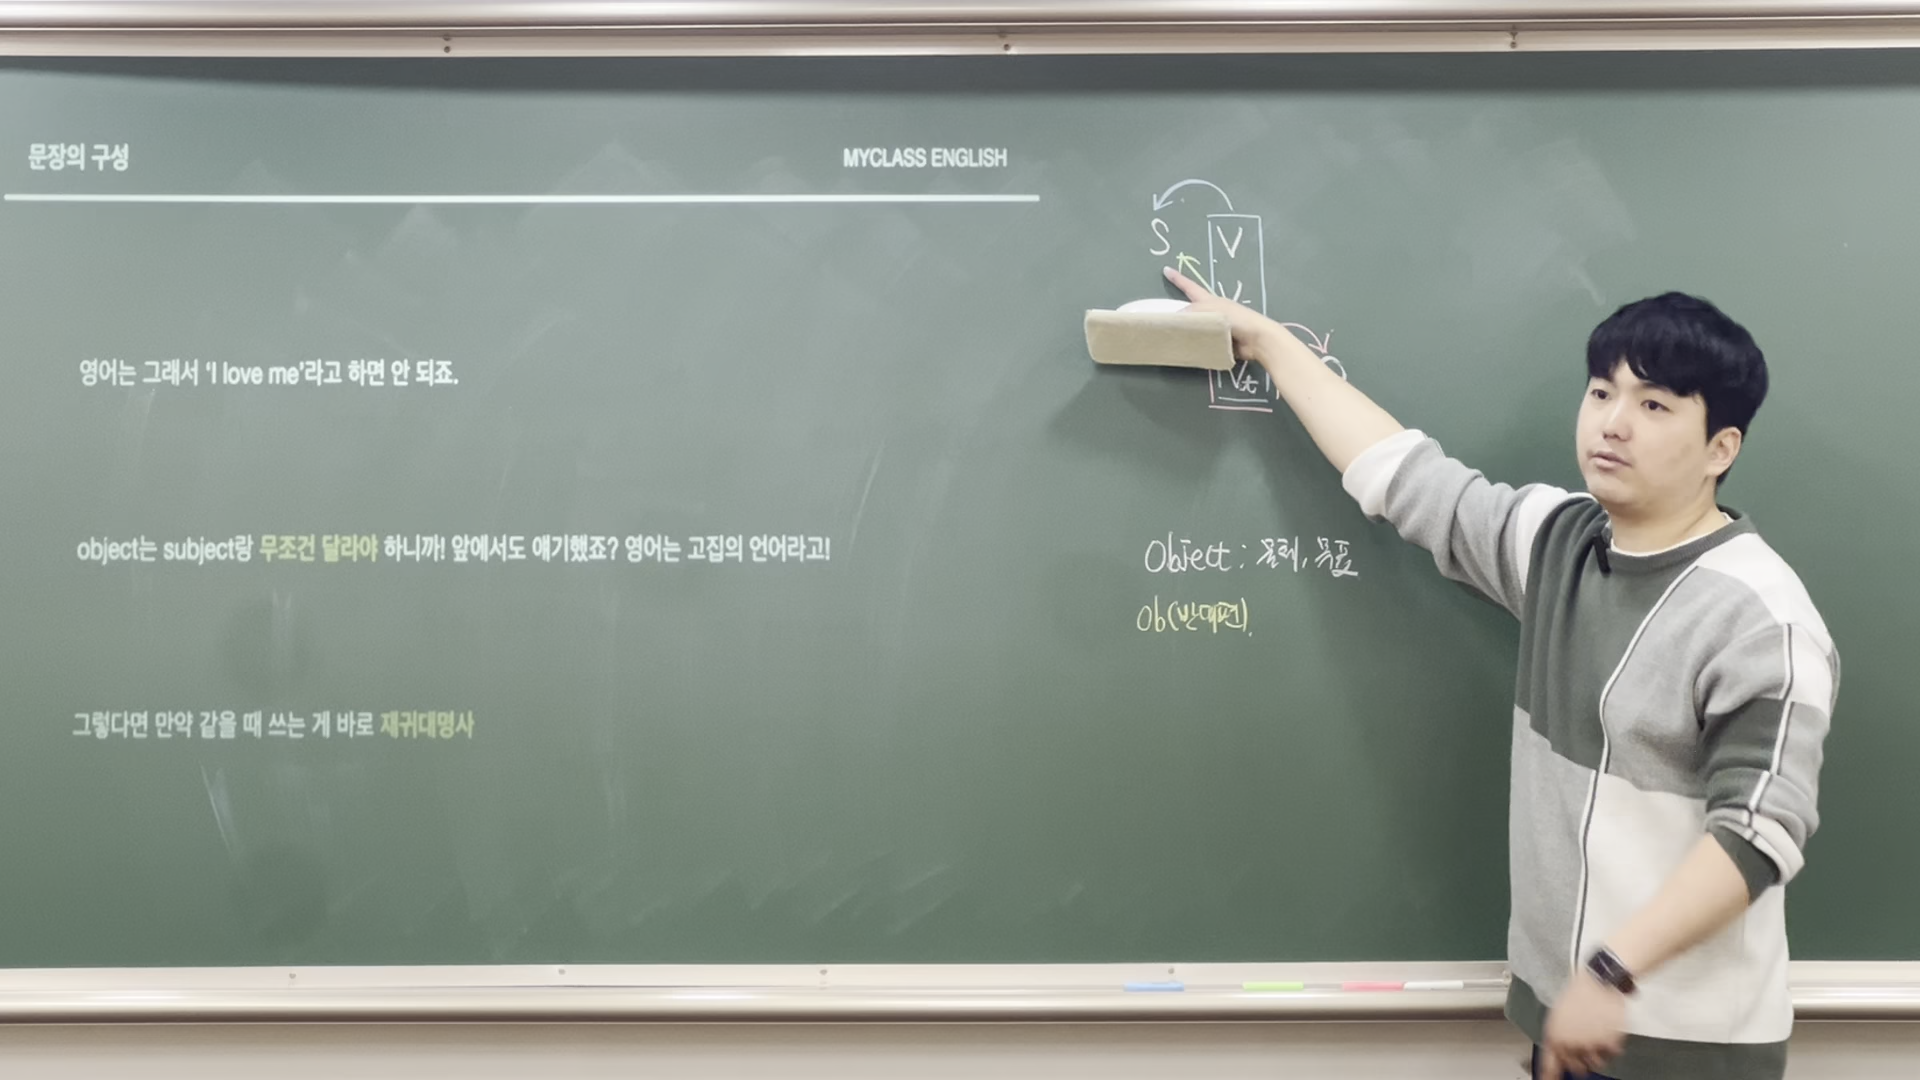 문장의 구성
MYCLASS ENGLISH
영어는 그래서 ‘I love me’라고 하면 안 되죠.
object는 subject랑 무조건 달라야 하니까! 앞에서도 얘기했죠? 영어는 고집의 언어라고!
그렇다면 만약 같을 때 쓰는 게 바로 재귀대명사
S V
Vt
Object : 물체, 목표
Ob(반대편).